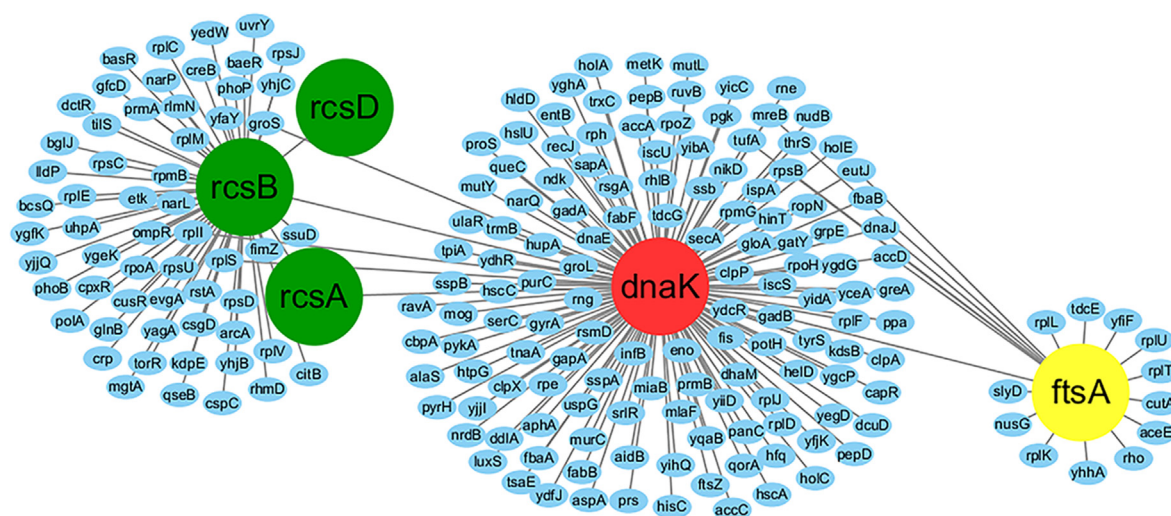 uvrY
yedW
rplC
baeR
rpsJ
basR
creB
narP
phoP
yhjC
gfcD
rlmN
dctR
prmA
yfaY
groS
tilS
rplM
rcsD
bglJ
rpsC
lldP
rpmB
rcsB
bcsQ
rplE
etk
narL
ygfK
uhpA
ompR
rplI
ssuD
fimZ
yjjQ
ygeK
rpoA
rpsU
rplS
rcsA
phoB
cpxR
cusR
evgA
rstA
rpsD
polA
glnB
yagA
csgD
arcA
crp
torR
kdpE
yhjB
rplV
mgtA
qseB
cspC
rhmD
citB
holA
metK
mutL
yghA
trxC
pepB
ruvB
yicC
rne
hldD
entB
accA
rpoZ
pgk
mreB
nudB
hslU
recJ
rph
iscU
yibA
tufA
thrS
holE
proS
queC
sapA
rhlB
nikD
rpsB
eutJ
mutY
narQ
ndk
rsgA
ssb
ispA
fbaB
gadA
fabF
tdcG
rpmG
hinT
ropN
ulaR
trmB
hupA
dnaE
secA
gloA
gatY
grpE
dnaJ
tpiA
ydhR
groL
clpP
rpoH
ygdG
accD
dnaK
sspB
hscC
purC
iscS
yidA
yceA
greA
ravA
mog
rng
ydcR
gadB
rplF
ppa
cbpA
pykA
serC
gyrA
rsmD
fis
potH
tyrS
kdsB
clpA
alaS
htpG
tnaA
gapA
infB
eno
dhaM
helD
ygcP
capR
pyrH
yjjI
clpX
rpe
sspA
miaB
prmB
yiiD
rplJ
yegD
dcuD
nrdB
ddlA
aphA
uspG
srlR
mlaF
panC
rplD
yfjK
pepD
luxS
fbaA
murC
aidB
yihQ
yqaB
qorA
hfq
holC
tsaE
ydfJ
fabB
aspA
prs
hisC
ftsZ
accC
hscA
tdcE
rplL
yfiF
rplU
rplT
slyD
ftsA
cutA
nusG
aceE
rplK
rho
yhhA